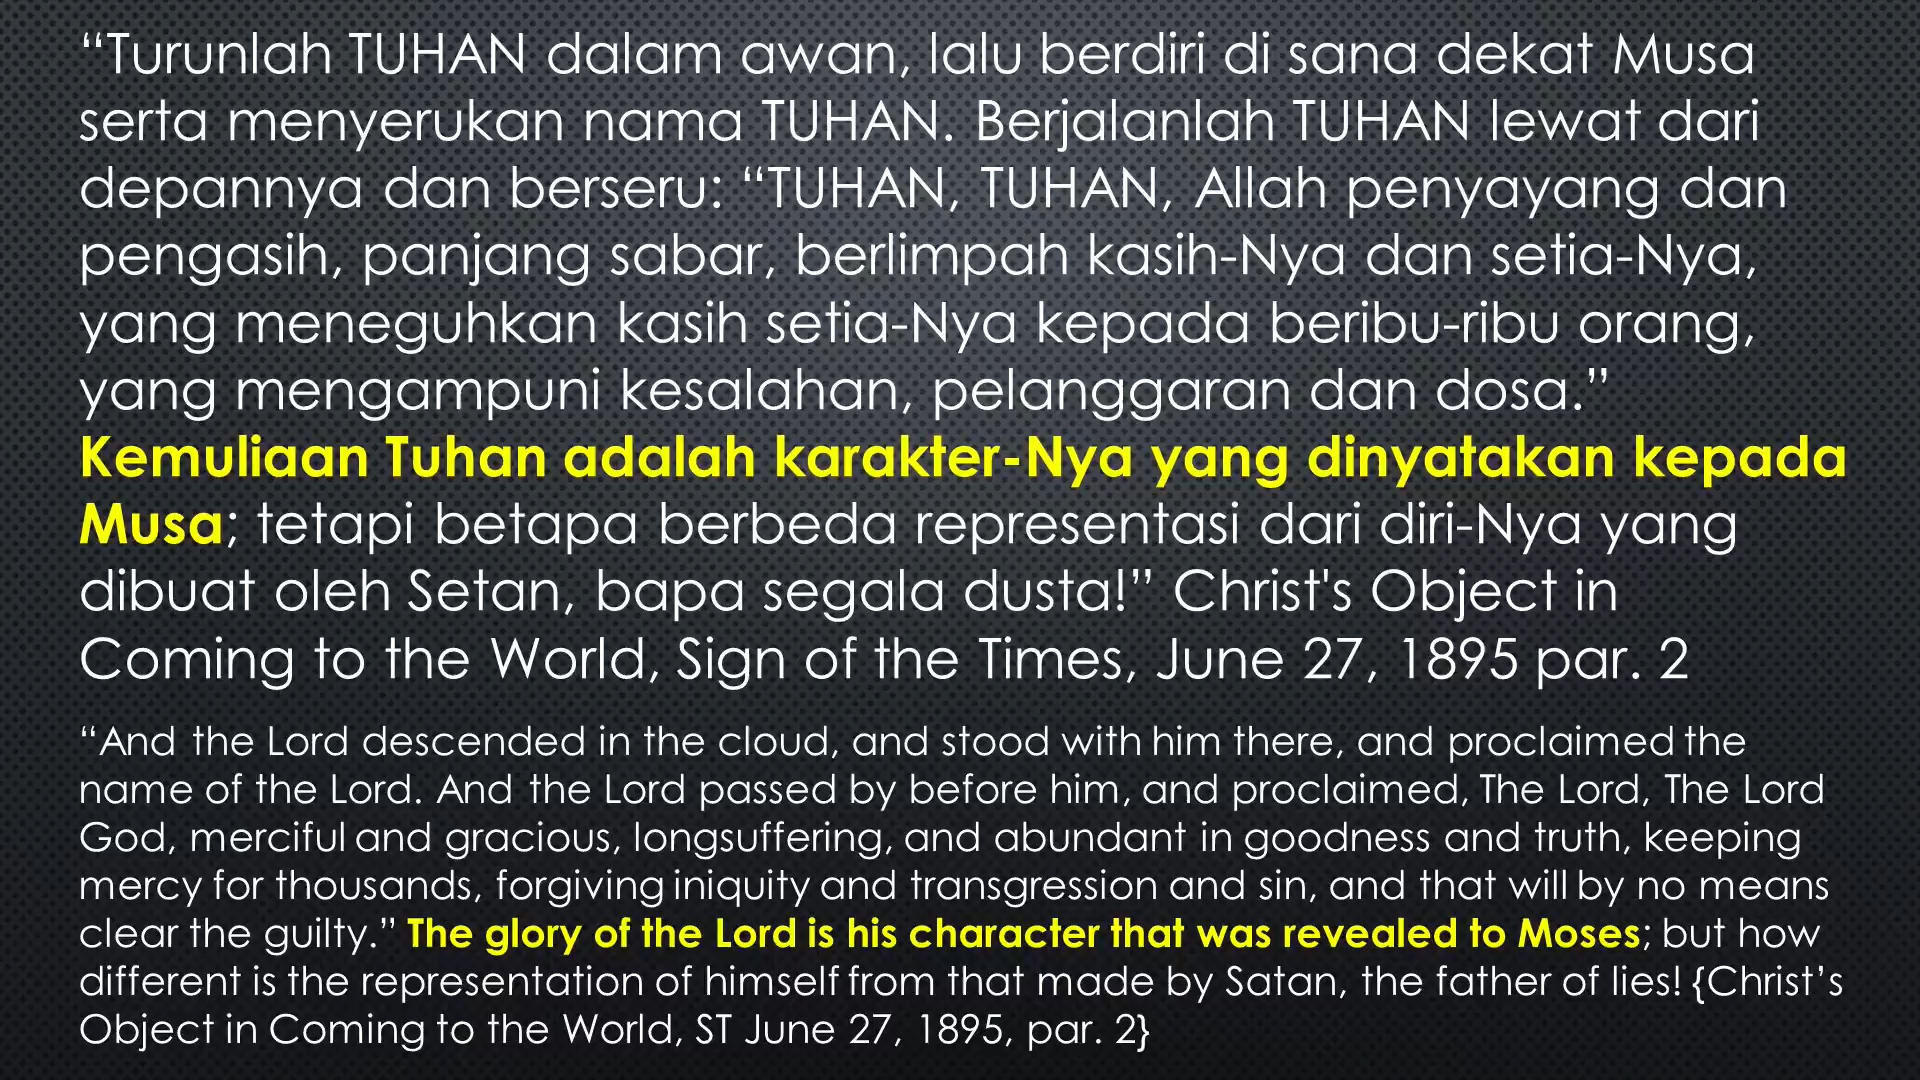 “Turunlah TUHAN dalam awan, lalu berdiri di sana dekat Musa
serta menyerukan nama TUHAN. Berjalanlah TUHAN lewat dari
depannya dan berseru: “TUHAN, TUHAN, Allah penyayang dan
pengasih, panjang sabar, berlimpah kasih-Nya dan setia-Nya,
yang meneguhkan kasih setia-Nya kepada beribu-ribu orang,
yang mengampuni kesalahan, pelanggaran dan dosa.”
Kemuliaan Tuhan adalah karakter-Nya yang dinyatakan kepada
Musa; tetapi betapa berbeda representasi dari diri-Nya yang
dibuat oleh Setan, bapa segala dusta!” Christ's Object in
Coming to the World, Sign of the Times, June 27, 1895 par. 2
“And the Lord descended in the cloud, and stood with him there, and proclaimed the
name of the Lord. And the Lord passed by before him, and proclaimed, The Lord, The Lord
God, merciful and gracious, longsuffering, and abundant in goodness and truth, keeping
mercy for thousands, forgiving iniquity and transgression and sin, and that will by no means
clear the guilty.” The glory of the Lord is his character that was revealed to Moses; but how
different is the representation of himself from that made by Satan, the father of lies! {Christ’s
Object in Coming to the World, ST June 27, 1895, par. 2}